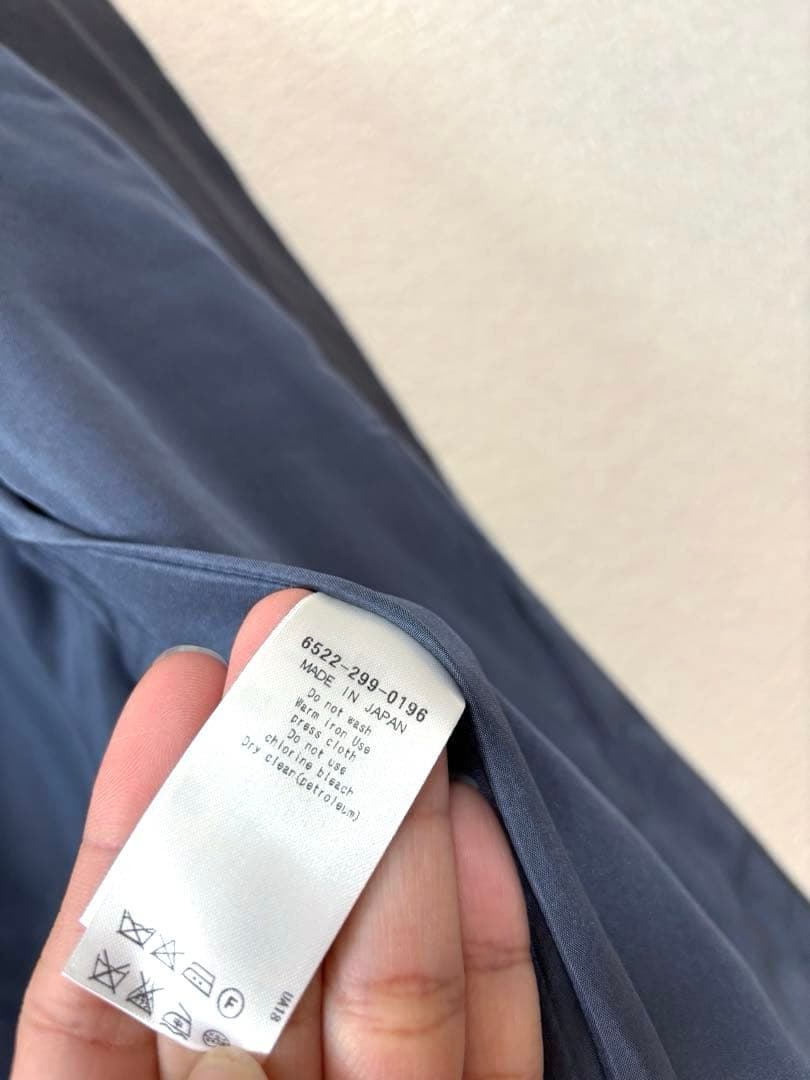 6522-299-0196
MADE IN JAPAN
Do not wash
Warm iron Use
press cloth
Do not use
chlorine bleach
Dry clean(petroleum)
F
UA18